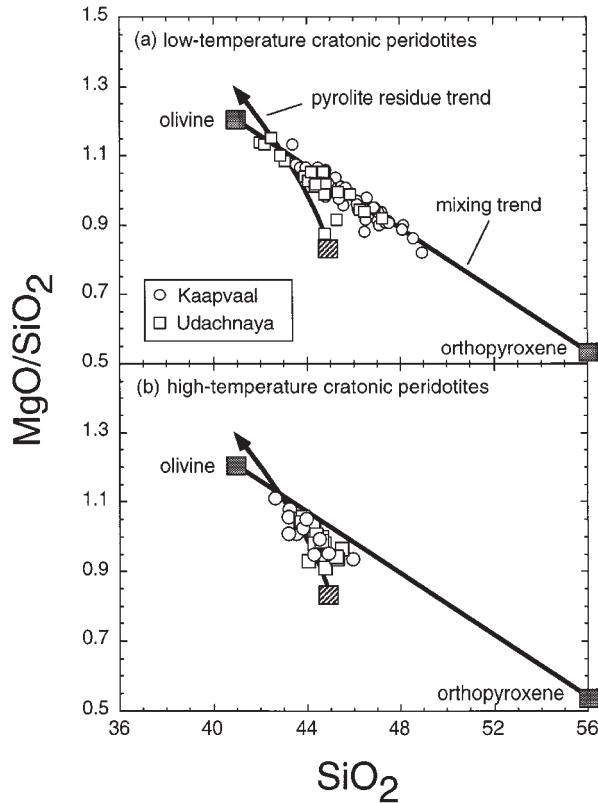 1.5
(a) low-temperature cratonic peridotites
1.3
pyrolite residue trend
olivine
1.1
mixing trend
0.9
Kaapvaal
0.7
Udachnaya
orthopyroxene
0.5
(b) high-temperature cratonic peridotites
1.3
olivine
1.1
0.9
0.7
orthopyroxene
0.5
36 40 44 48 52 56
SiO2
MgO/SiO2